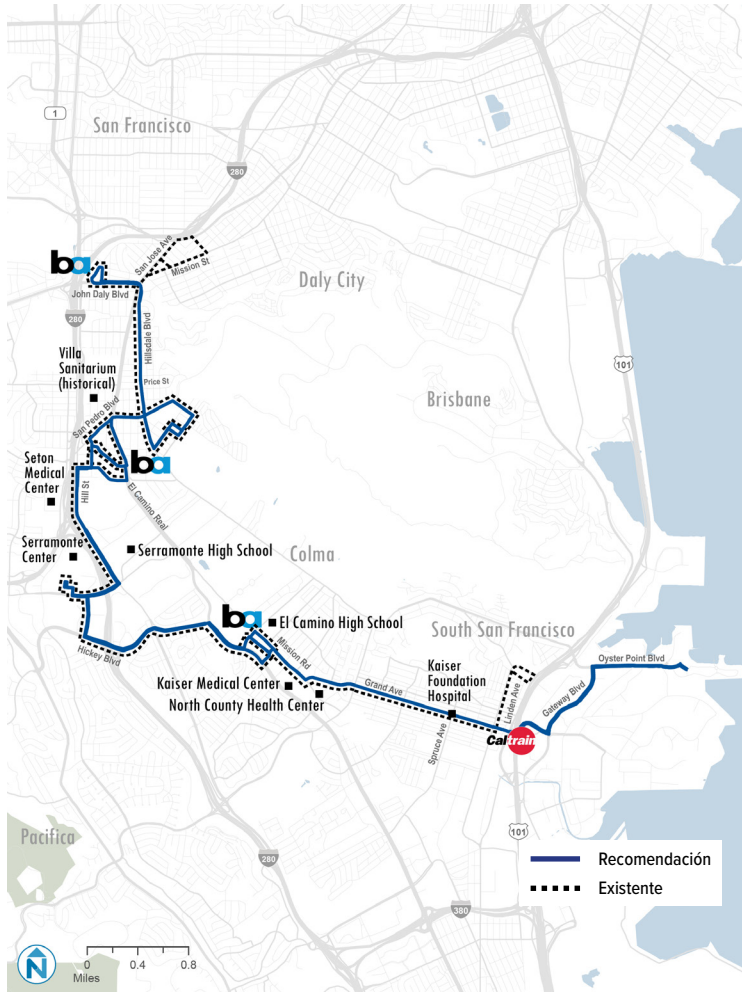 1
San Francisco
280
San Jose Ave
Mission St
ba
John Daly Blvd
Daly City
280
Hillsdale Blvd
101
Villa
Sanitarium
(historical)
Price St
Brisbane
San Pedro Blvd
ba
Seton
Medical
Center
Hill St
El Camino Real
Serramonte
Center
Serramonte High School
Colma
ba
El Camino High School
South San Francisco
Mission Rd
Hickey Blvd
Kaiser
Foundation
Hospital
Oyster Point Blvd
Kaiser Medical Center
Grand Ave
Linden Ave
Gateway Blvd
North County Health Center
Spruce Ave
Caltrain
Pacifica
101
280
Recomendación
Existente
380
N
0 0.4 0.8
Miles